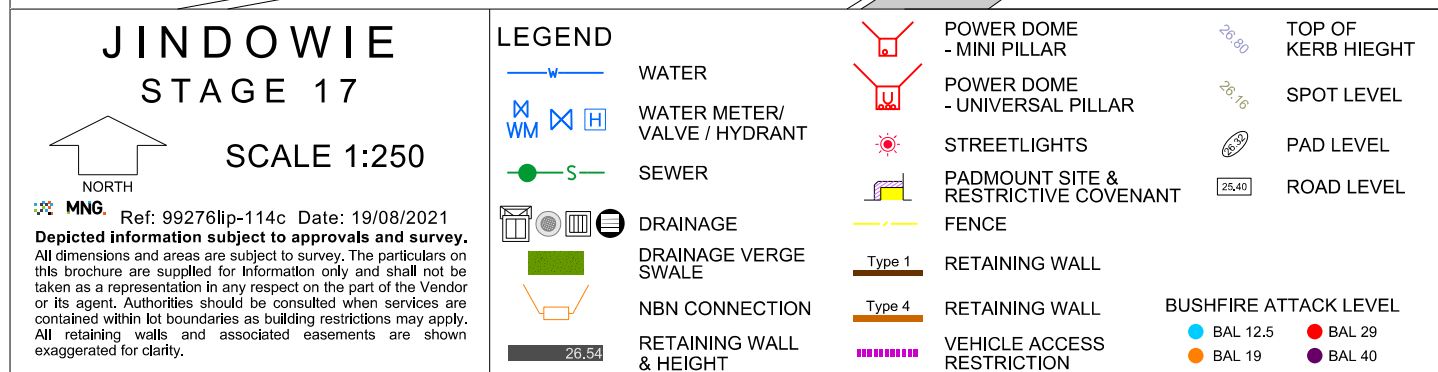 JINDOWIE
STAGE 17
SCALE 1:250
NORTH
MNG. Ref: 99276lip-114c Date: 19/08/2021
Depicted information subject to approvals and survey.
All dimensions and areas are subject to survey. The particulars on
this brochure are supplied for Information only and shall not be
taken as a representation in any respect on the part of the Vendor
or its agent. Authorities should be consulted when services are
contained within lot boundaries as building restrictions may apply.
All retaining walls and associated easements are shown
exaggerated for clarity.
LEGEND
W
WATER
WM
H
WATER METER/
VALVE / HYDRANT
S
SEWER
DRAINAGE
DRAINAGE VERGE
SWALE
NBN CONNECTION
26.54
RETAINING WALL
& HEIGHT
POWER DOME
- MINI PILLAR
U
POWER DOME
- UNIVERSAL PILLAR
STREETLIGHTS
PADMOUNT SITE &
RESTRICTIVE COVENANT
FENCE
Type 1
RETAINING WALL
Type 4
RETAINING WALL
VEHICLE ACCESS
RESTRICTION
26.80
TOP OF
KERB HIEGHT
26.16
SPOT LEVEL
26.32
PAD LEVEL
25.40
ROAD LEVEL
BUSHFIRE ATTACK LEVEL
BAL 12.5
BAL 29
BAL 19
BAL 40